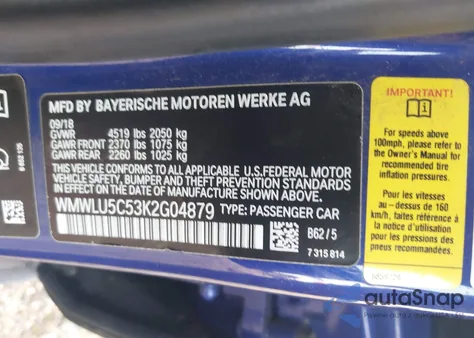 MFD BY BAYERISCHE MOTOREN WERKE AG
09/18
GVWR 4519 lbs 2050 kg
GAWR FRONT 2370 lbs 1075 kg
GAWR REAR 2260 lbs 1025 kg
THIS VEHICLE CONFORMS TO ALL APPLICABLE U.S.FEDERAL MOTOR
VEHICLE SAFETY, BUMPER AND THEFT PREVENTION STANDARDS
IN EFFECT ON THE DATE OF MANUFACTURE SHOWN ABOVE.
WMWLU5C53K2G04879 TYPE: PASSENGER CAR
B62 / 5
7 315 814
IMPORTANT!
For speeds above
100mph, please refer to
the Owner's Manual for
recommended tire
inflation pressures.
Pour les vitesses au
- dessus de 160
km/h, faites référence à
la notice d'utilisation
pour les pressions des
pneus recommandées.
autoSnap